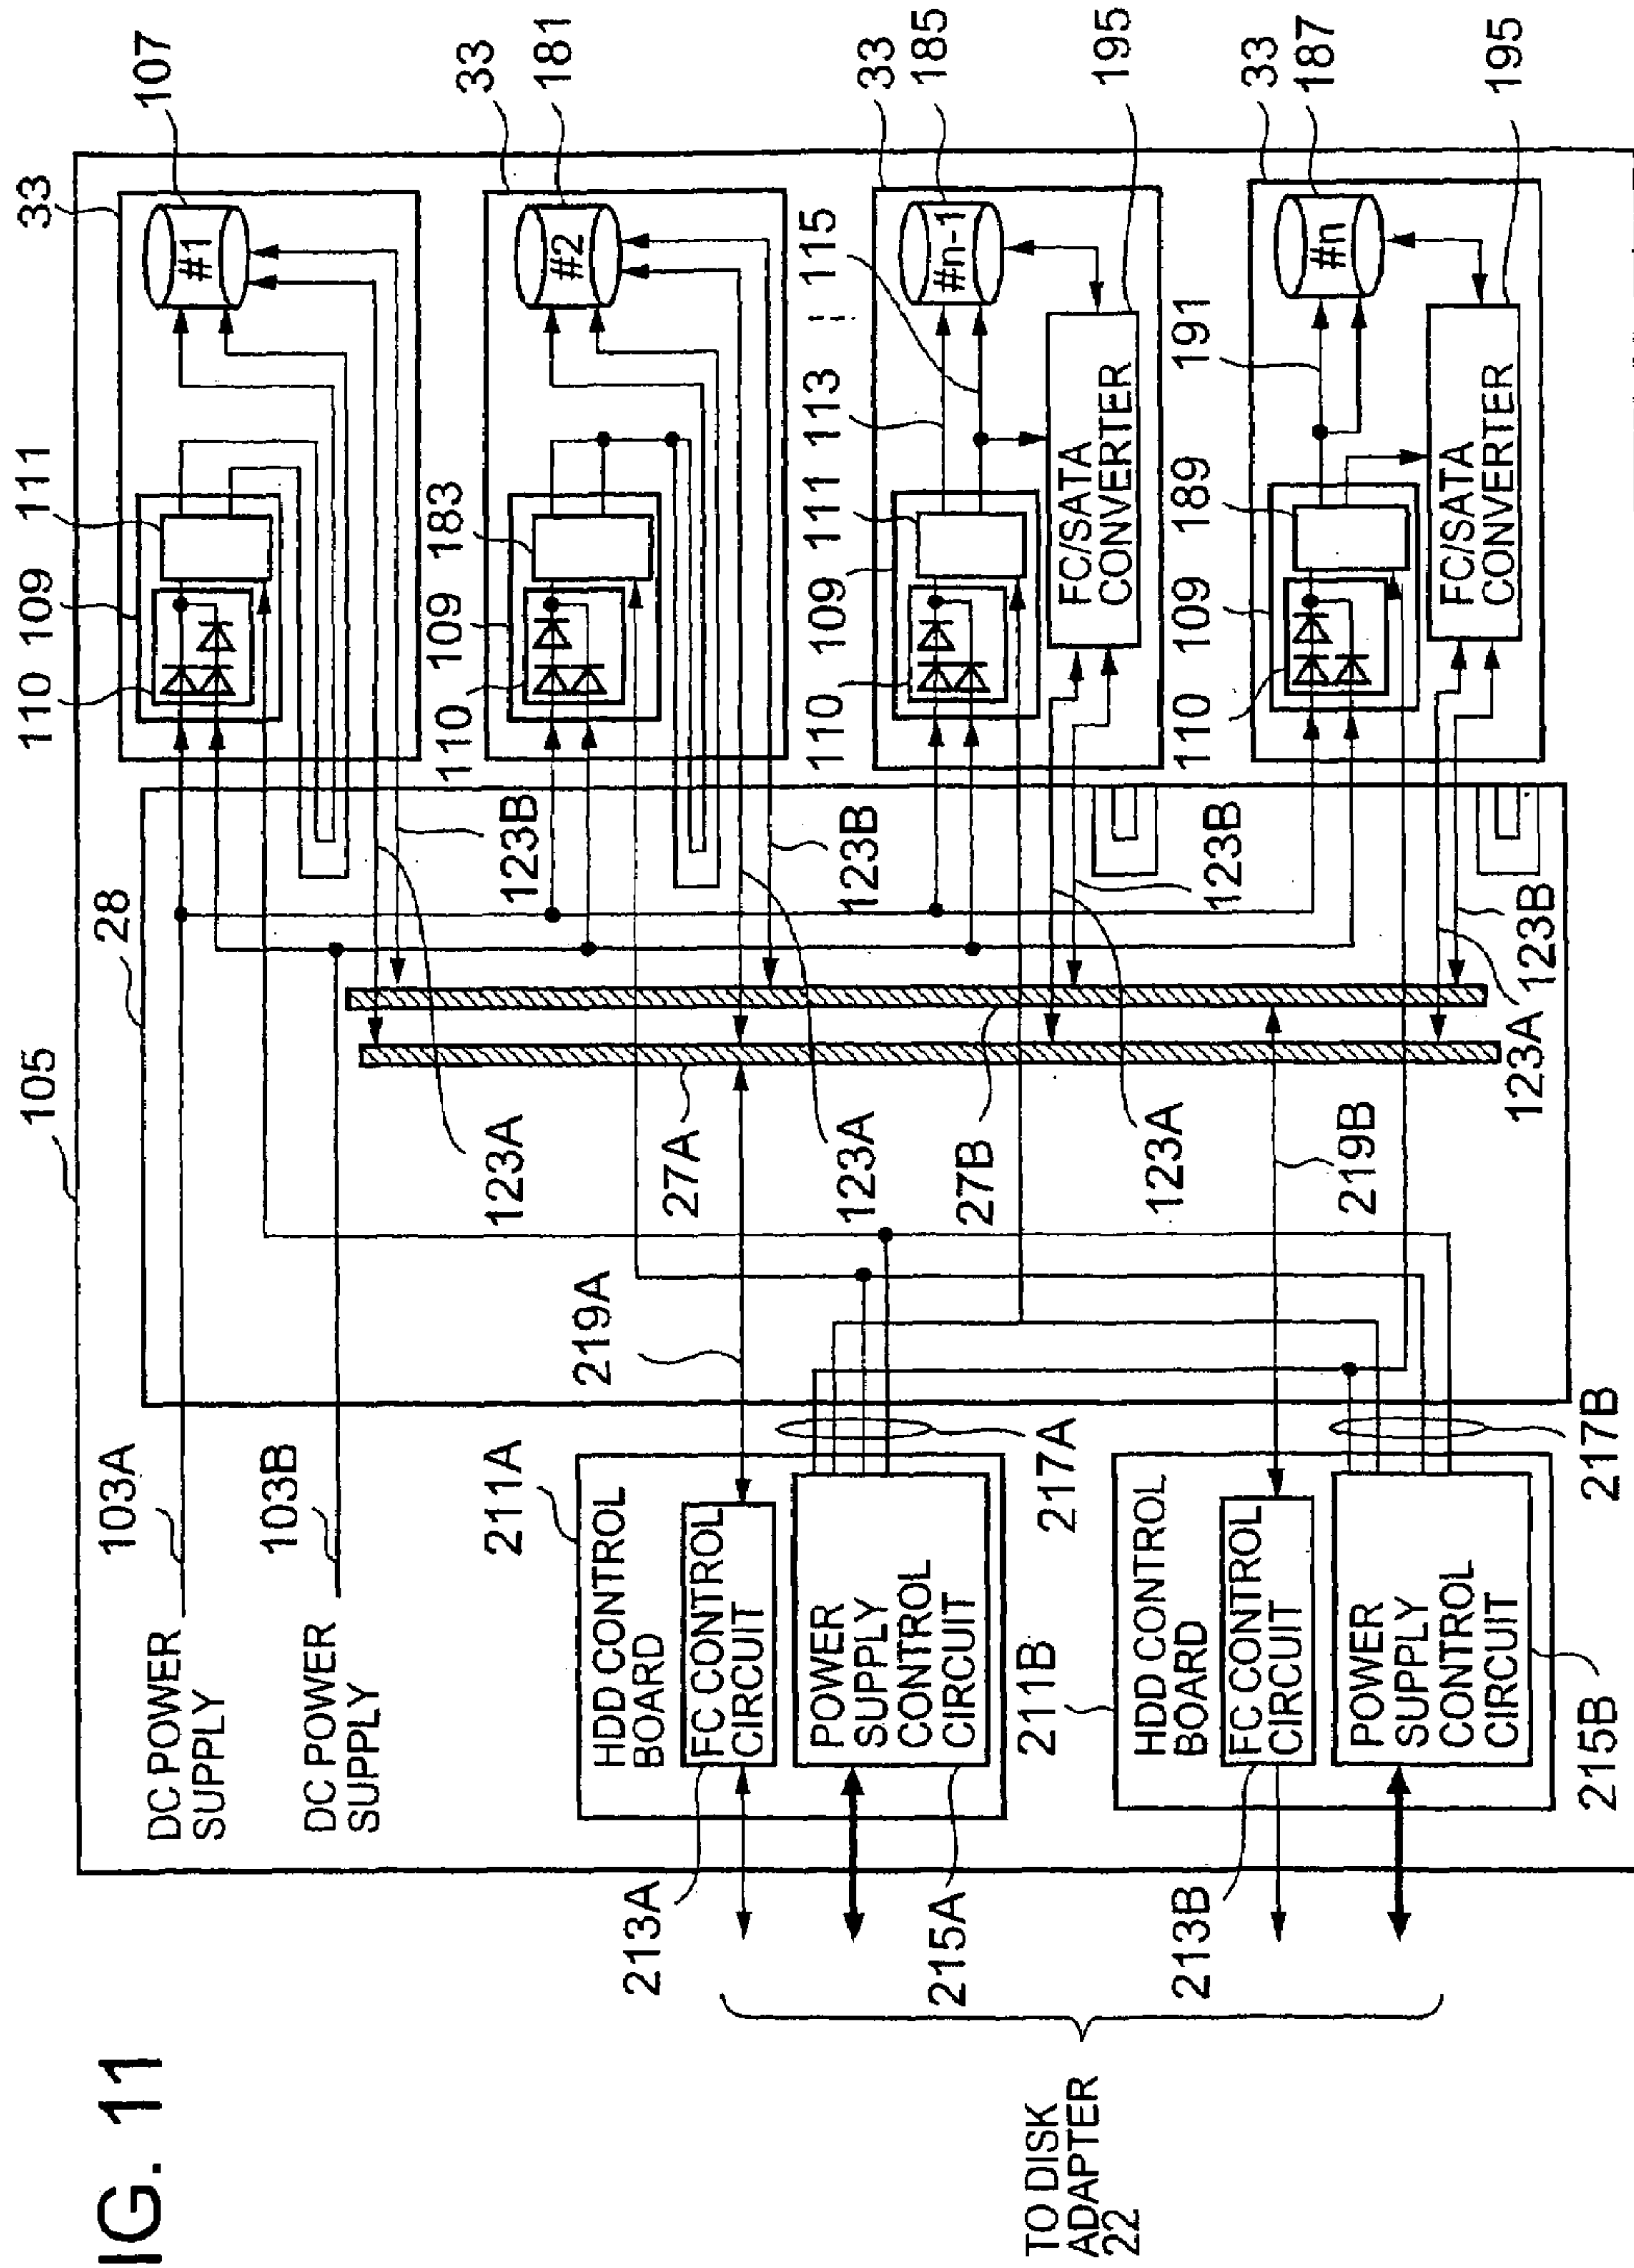 IG. 11
105
28
110
109
111
33
107
110
109
183
33
181
110
109
111
113
115
33
185
110
109
189
191
33
187
#1
#2
#n-1
#n
FC/SATA
CONVERTER
195
FC/SATA
CONVERTER
195
103A
103B
DC POWER
SUPPLY
DC POWER
SUPPLY
123A
123B
27A
123A
123B
27B
123A
123B
219B
123A
123B
219A
211A
217A
HDD CONTROL
BOARD
FC CONTROL
CIRCUIT
POWER
SUPPLY
CONTROL
CIRCUIT
213A
215A
211B
217B
HDD CONTROL
BOARD
FC CONTROL
CIRCUIT
POWER
SUPPLY
CONTROL
CIRCUIT
213B
215B
TO DISK
ADAPTER
22